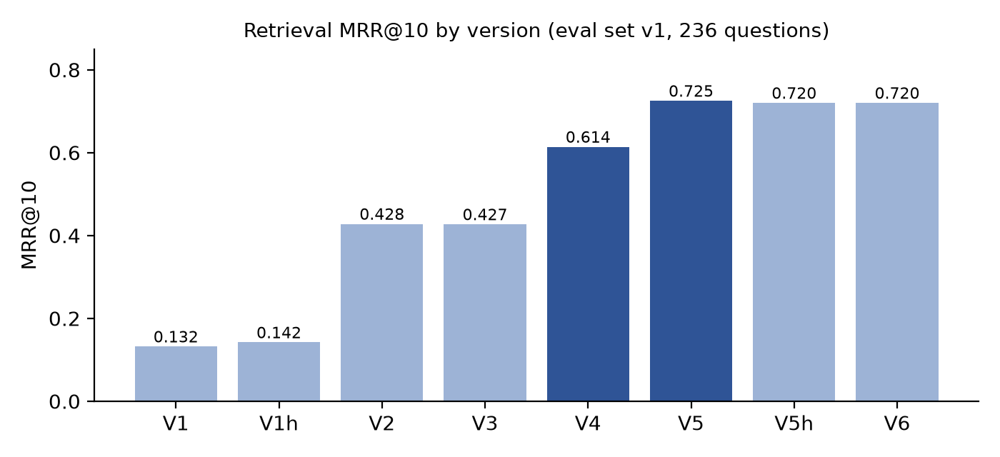 Retrieval MRR@10 by version (eval set v1, 236 questions)
MRR@10
0.8
0.6
0.4
0.2
0.0
0.132
0.142
0.428
0.427
0.614
0.725
0.720
0.720
V1
V1h
V2
V3
V4
V5
V5h
V6